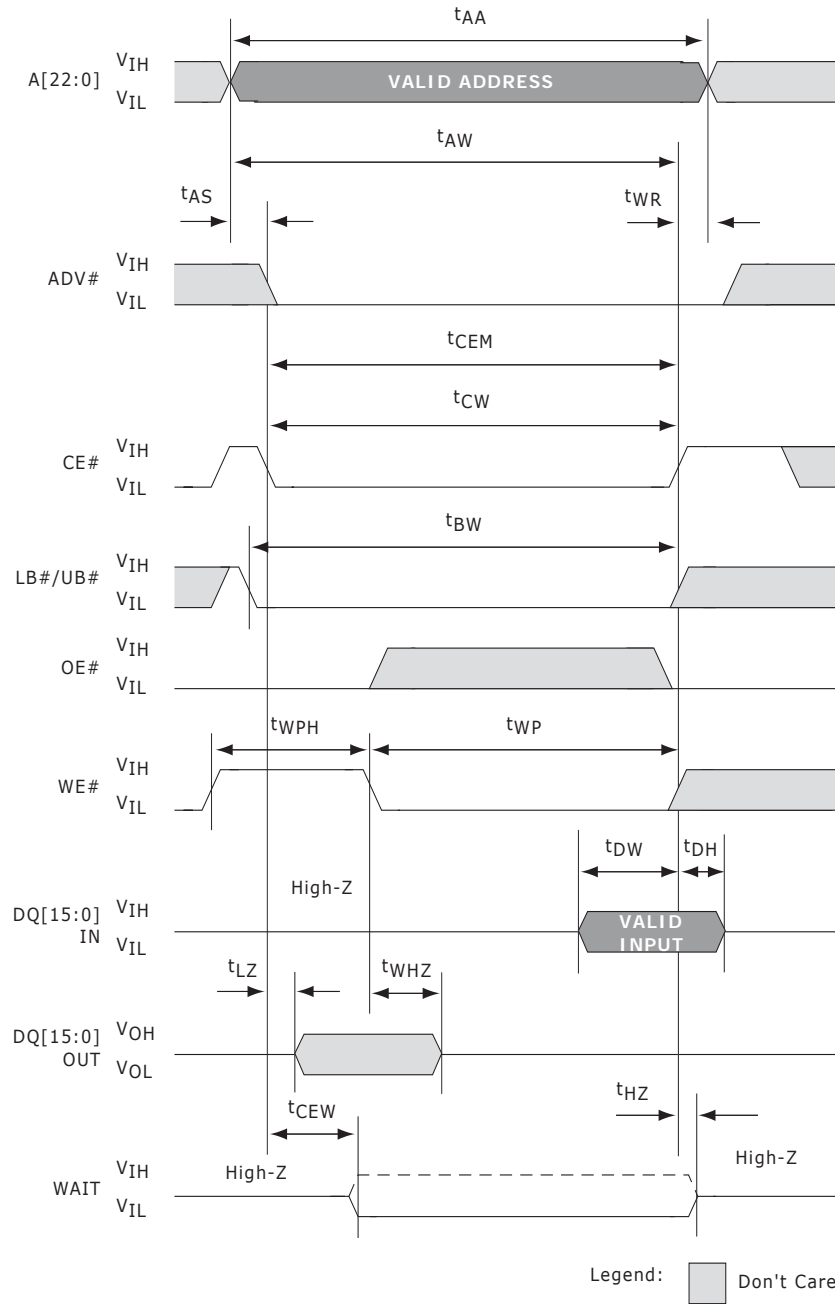 tAA
A[22:0] VIH VIL VALID ADDRESS
tAW
tAS tWR
ADV# VIH VIL
tCEM
tCW
CE# VIH VIL
tBW
LB#/UB# VIH VIL
OE# VIH VIL
tWPH tWP
WE# VIH VIL
tDW tDH
High-Z
DQ[15:0] IN VIH VIL VALID INPUT
tLZ tWHZ
DQ[15:0] OUT VOH VOL
tCEW tHZ
WAIT VIH VIL High-Z High-Z
Legend: Don't Care